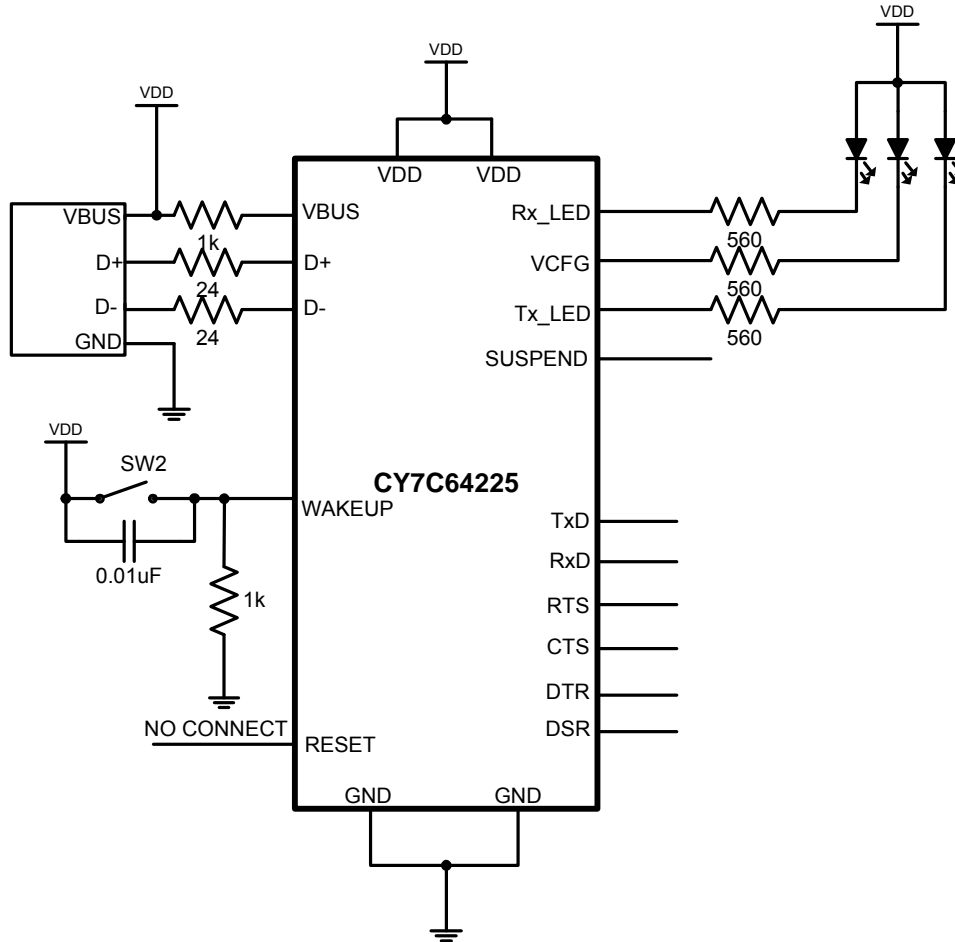 VDD
VDD
VDD
VDD
VDD
VBUS
1k
VBUS
Rx_LED
560
D+
24
D+
VCFG
560
D-
24
D-
Tx_LED
560
GND
SUSPEND
VDD
SW2
CY7C64225
WAKEUP
0.01uF
1k
TxD
RxD
RTS
CTS
DTR
DSR
NO CONNECT
RESET
GND
GND